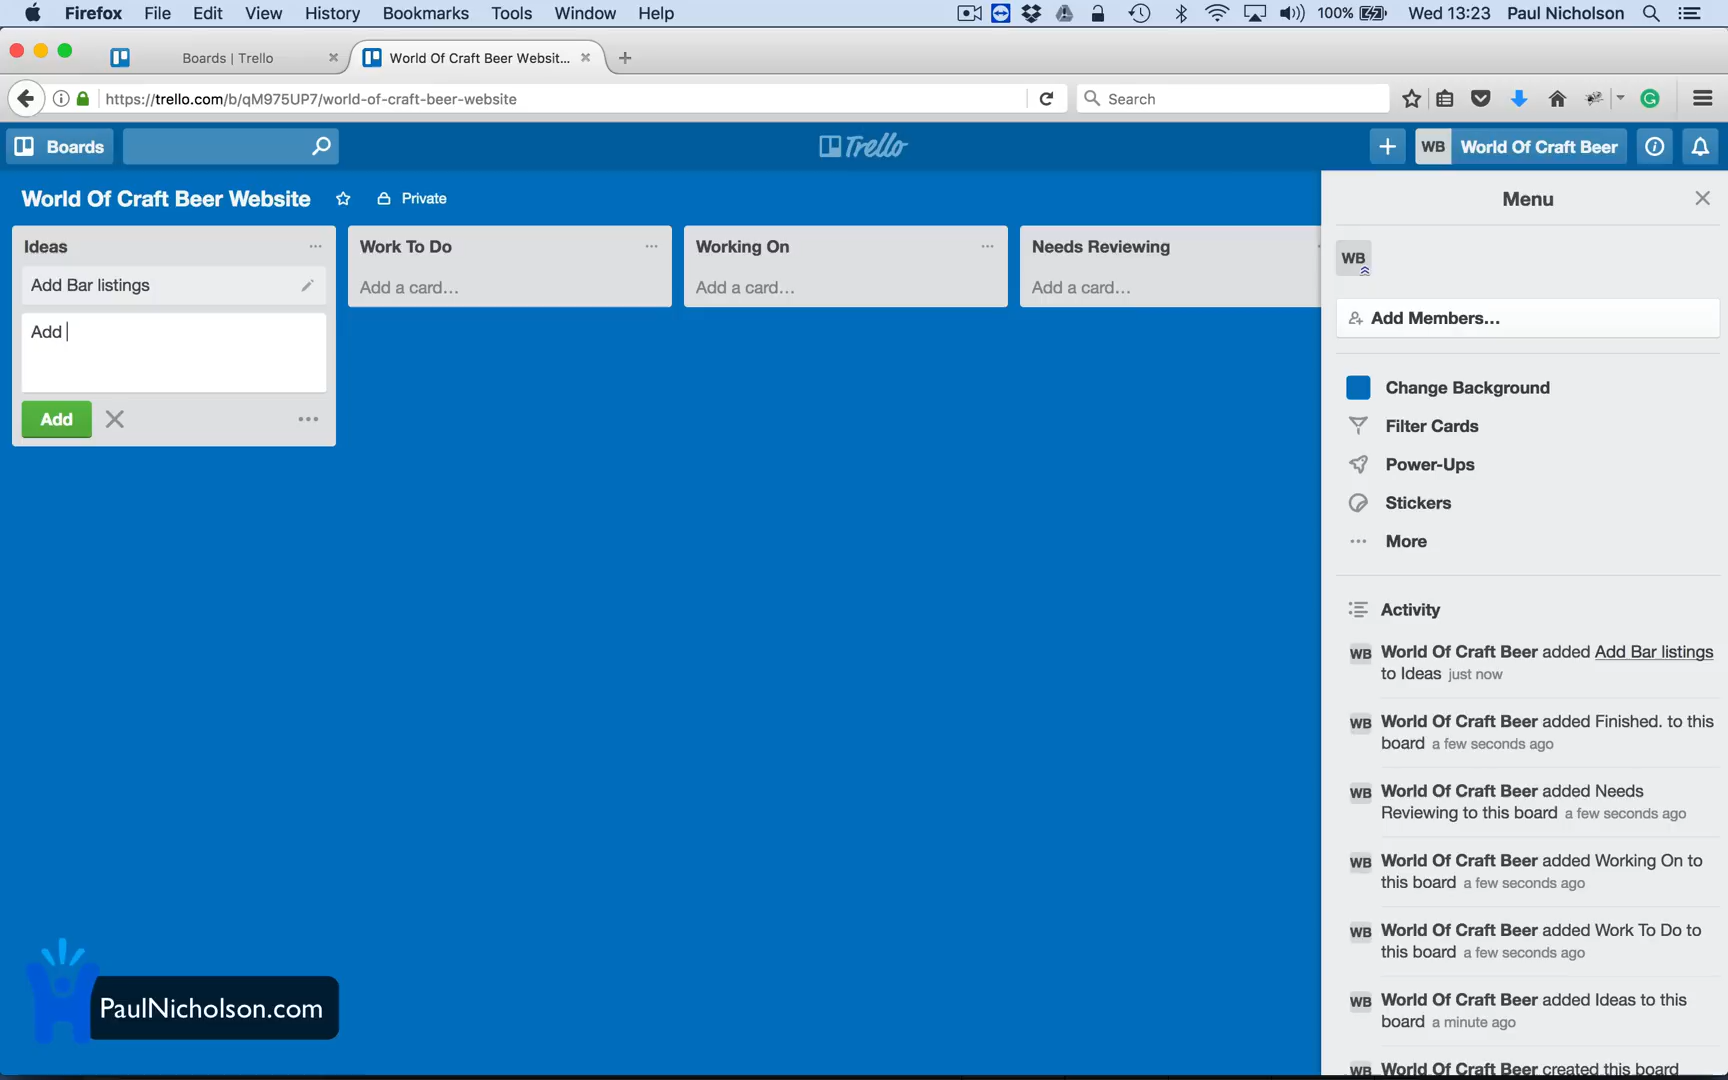 Firefox File Edit View History Bookmarks Tools Window Help 100% Wed 13:23 Paul Nicholson
Boards | Trello
World Of Craft Beer Websit...
https://trello.com/b/qM975UP7/world-of-craft-beer-website
Search
Boards
Trello
WB World Of Craft Beer
World Of Craft Beer Website
Private
Ideas
Add Bar listings
Add
Add
Work To Do
Add a card...
Working On
Add a card...
Needs Reviewing
Add a card...
Menu
WB
Add Members...
Change Background
Filter Cards
Power-Ups
Stickers
More
Activity
WB World Of Craft Beer added Add Bar listings
to Ideas just now
WB World Of Craft Beer added Finished. to this
board a few seconds ago
WB World Of Craft Beer added Needs
Reviewing to this board a few seconds ago
WB World Of Craft Beer added Working On to
this board a few seconds ago
WB World Of Craft Beer added Work To Do to
this board a few seconds ago
WB World Of Craft Beer added Ideas to this
board a minute ago
WB World Of Craft Beer created this board
PaulNicholson.com